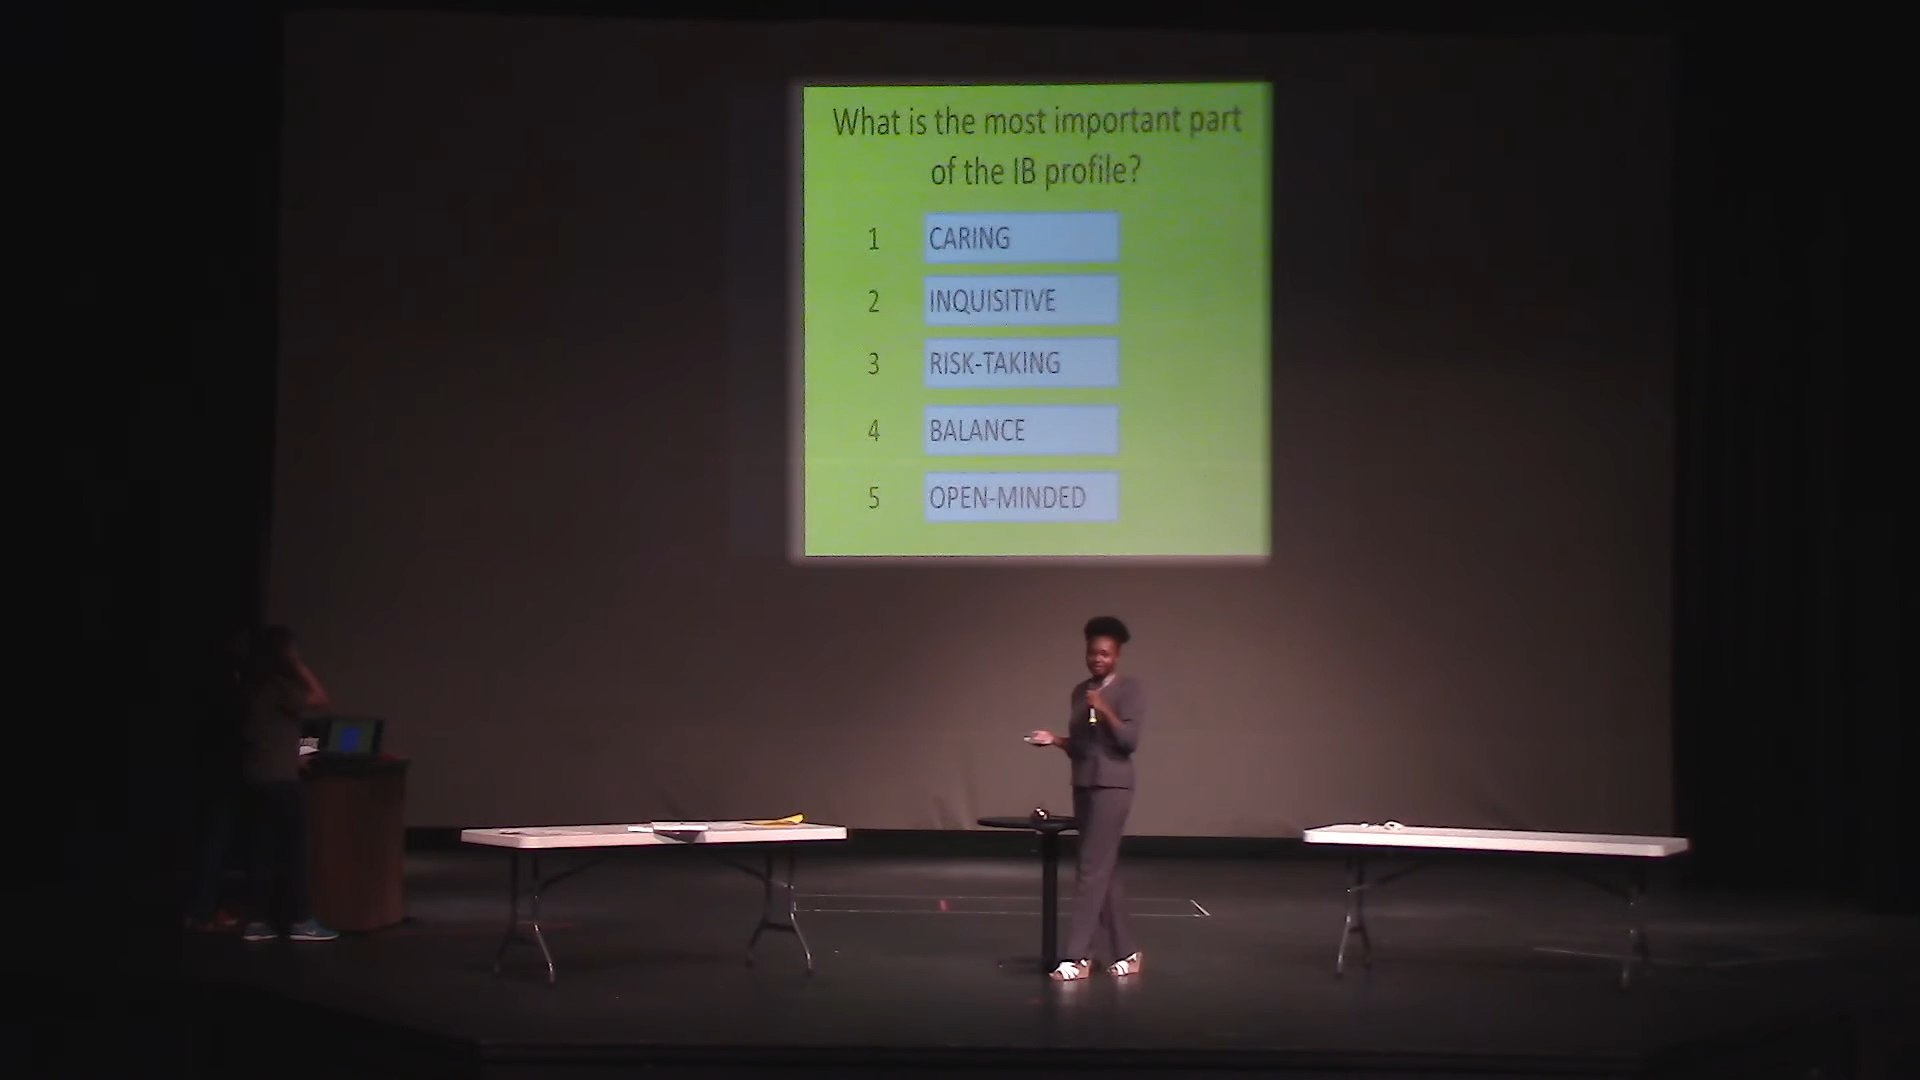 What is the most important part
of the IB profile?
1 CARING
2 INQUISITIVE
3 RISK-TAKING
4 BALANCE
5 OPEN-MINDED